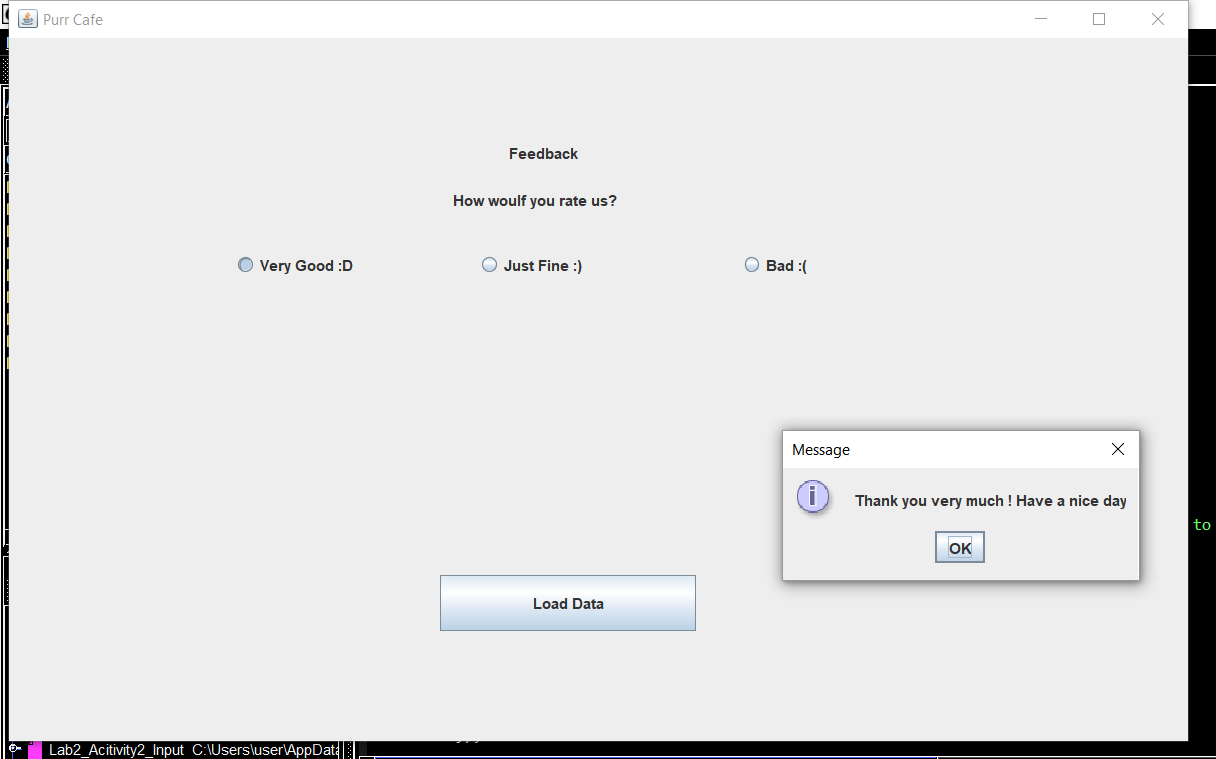 Purr Cafe
Feedback
How woulf you rate us?
Very Good :D
Just Fine :)
Bad :(
Message
Thank you very much ! Have a nice day
OK
to
Load Data
Lab2_Acitivity2_Input C:\Users\user\AppData